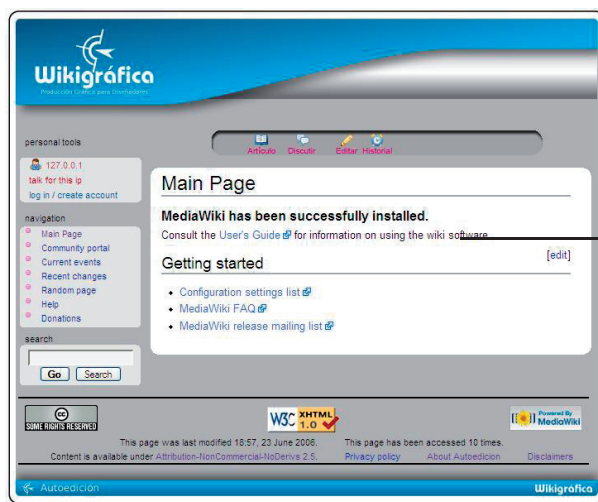 Wikigráfica
Producción Gráfica para Diseñadores
personal tools
127.0.0.1
talk for this ip
log in / create account
navigation
Main Page
Community portal
Current events
Recent changes
Random page
Help
Donations
search
Go Search
Artículo Discutir Editar Historial
Main Page
MediaWiki has been successfully installed.
Consult the User's Guide for information on using the wiki software.
[edit]
Getting started
Configuration settings list
MediaWiki FAQ
MediaWiki release mailing list
cc
SOME RIGHTS RESERVED
W3C XHTML 1.0
Powered By
MediaWiki
This page was last modified 18:57, 23 June 2006. This page has been accessed 10 times.
Content is available under Attribution-NonCommercial-NoDerivs 2.5. Privacy policy About Autoedicion Disclaimers
Autoedición Wikigráfica